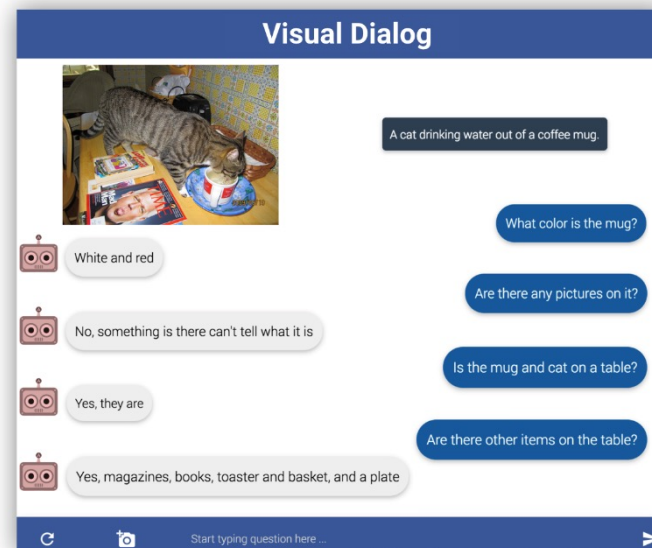 Visual Dialog
A cat drinking water out of a coffee mug.
What color is the mug?
White and red
Are there any pictures on it?
No, something is there can't tell what it is
Is the mug and cat on a table?
Yes, they are
Are there other items on the table?
Yes, magazines, books, toaster and basket, and a plate
Start typing question here ...